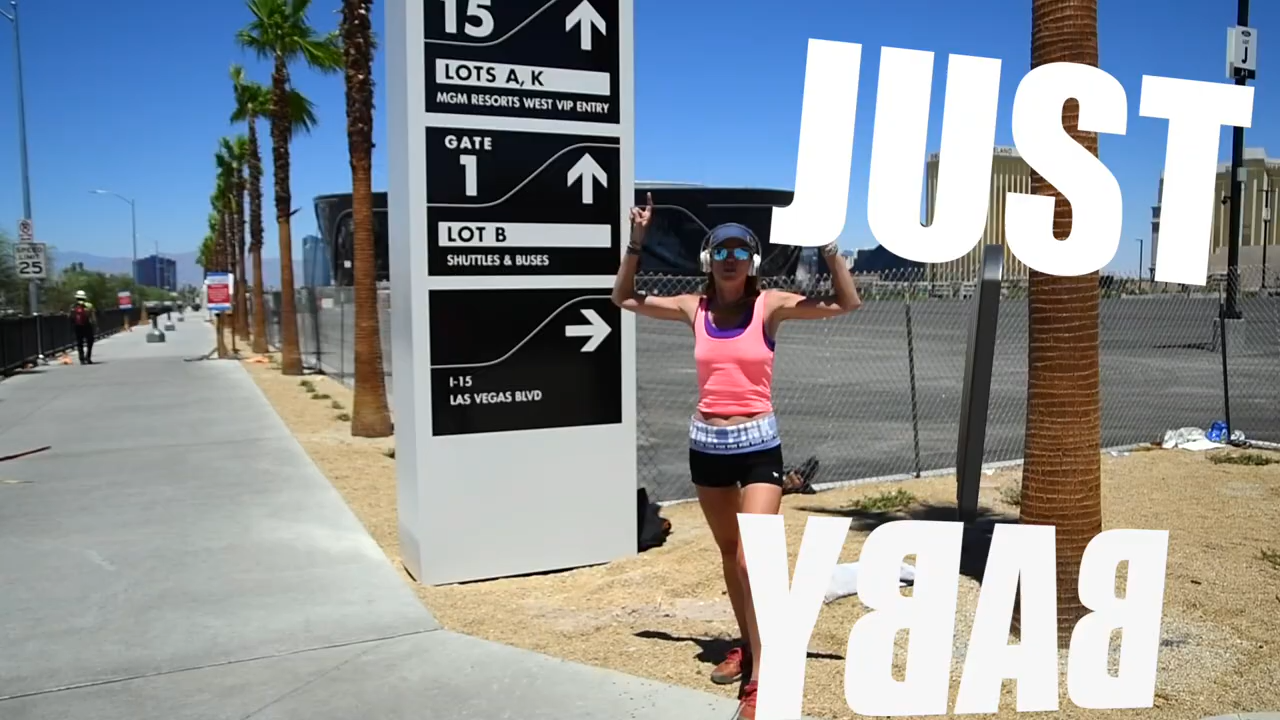 15
LOTS A, K
MGM RESORTS WEST VIP ENTRY
GATE
1
LOT B
SHUTTLES & BUSES
I-15
LAS VEGAS BLVD
JUST
BABY
SPEED
LIMIT
25
J